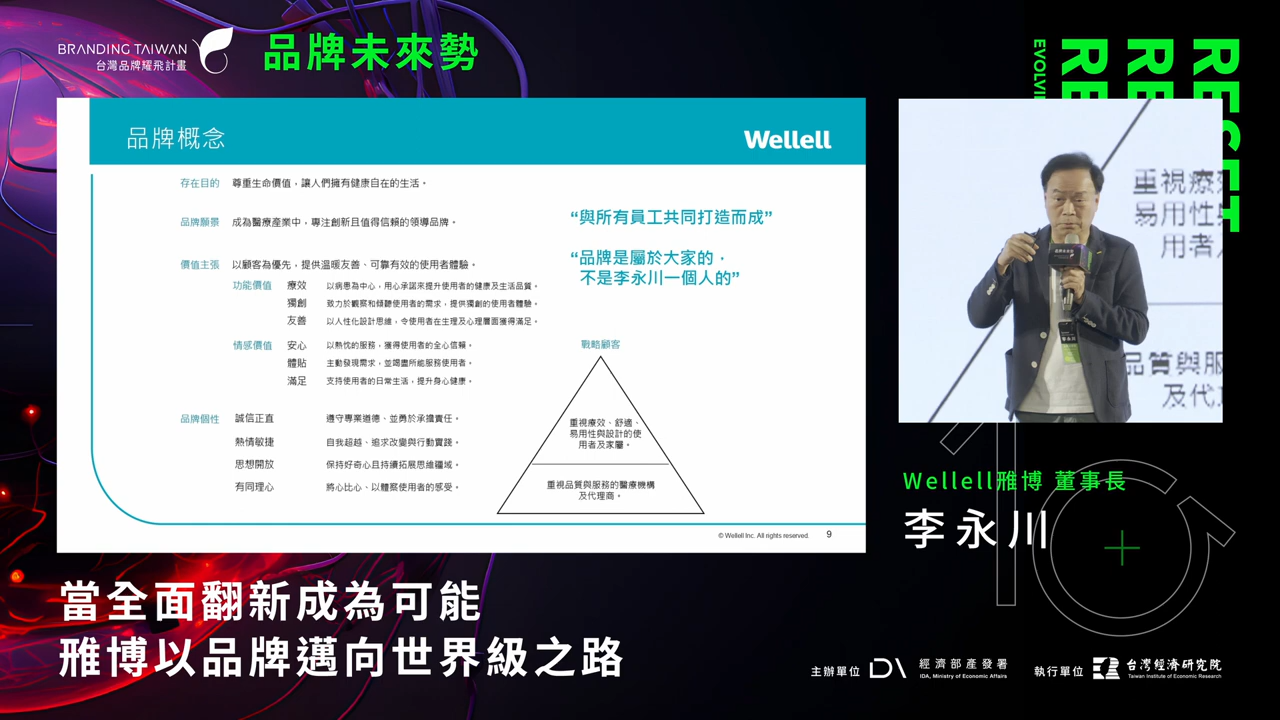 BRANDING TAIWAN
台灣品牌耀飛計畫
品牌未來勢
品牌概念
Wellell
存在目的 尊重生命價值，讓人們擁有健康自在的生活。
品牌願景 成為醫療產業中，專注創新且值得信賴的領導品牌。
價值主張 以顧客為優先，提供溫暖友善、可靠有效的使用者體驗。
功能價值 療效 以病患為中心，用心承諾來提升使用者的健康及生活品質。
獨創 致力於觀察和傾聽使用者的需求，提供獨創的使用者體驗。
友善 以人性化設計思維，令使用者在生理及心理層面獲得滿足。
情感價值 安心 以熱忱的服務，獲得使用者的全心信賴。
體貼 主動發現需求，並竭盡所能服務使用者。
滿足 支持使用者的日常生活，提升身心健康。
品牌個性 誠信正直 遵守專業道德、並勇於承擔責任。
熱情敏捷 自我超越、追求改變與行動實踐。
思想開放 保持好奇心且持續拓展思維疆域。
有同理心 將心比心、以體察使用者的感受。
“與所有員工共同打造而成”
“品牌是屬於大家的，
不是李永川一個人的”
戰略顧客
重視療效、舒適、
易用性與設計的使
用者及家屬。
重視品質與服務的醫療機構
及代理商。
© Wellell Inc. All rights reserved. 9
RESET
RE
RE
EVOLVI
重視療
易用性
用者
品質與服
及代
李永川
Wellell雅博 董事長
李永川
當全面翻新成為可能
雅博以品牌邁向世界級之路
主辦單位 經濟部產發署
IDA, Ministry of Economic Affairs
執行單位 台灣經濟研究院
Taiwan Institute of Economic Research